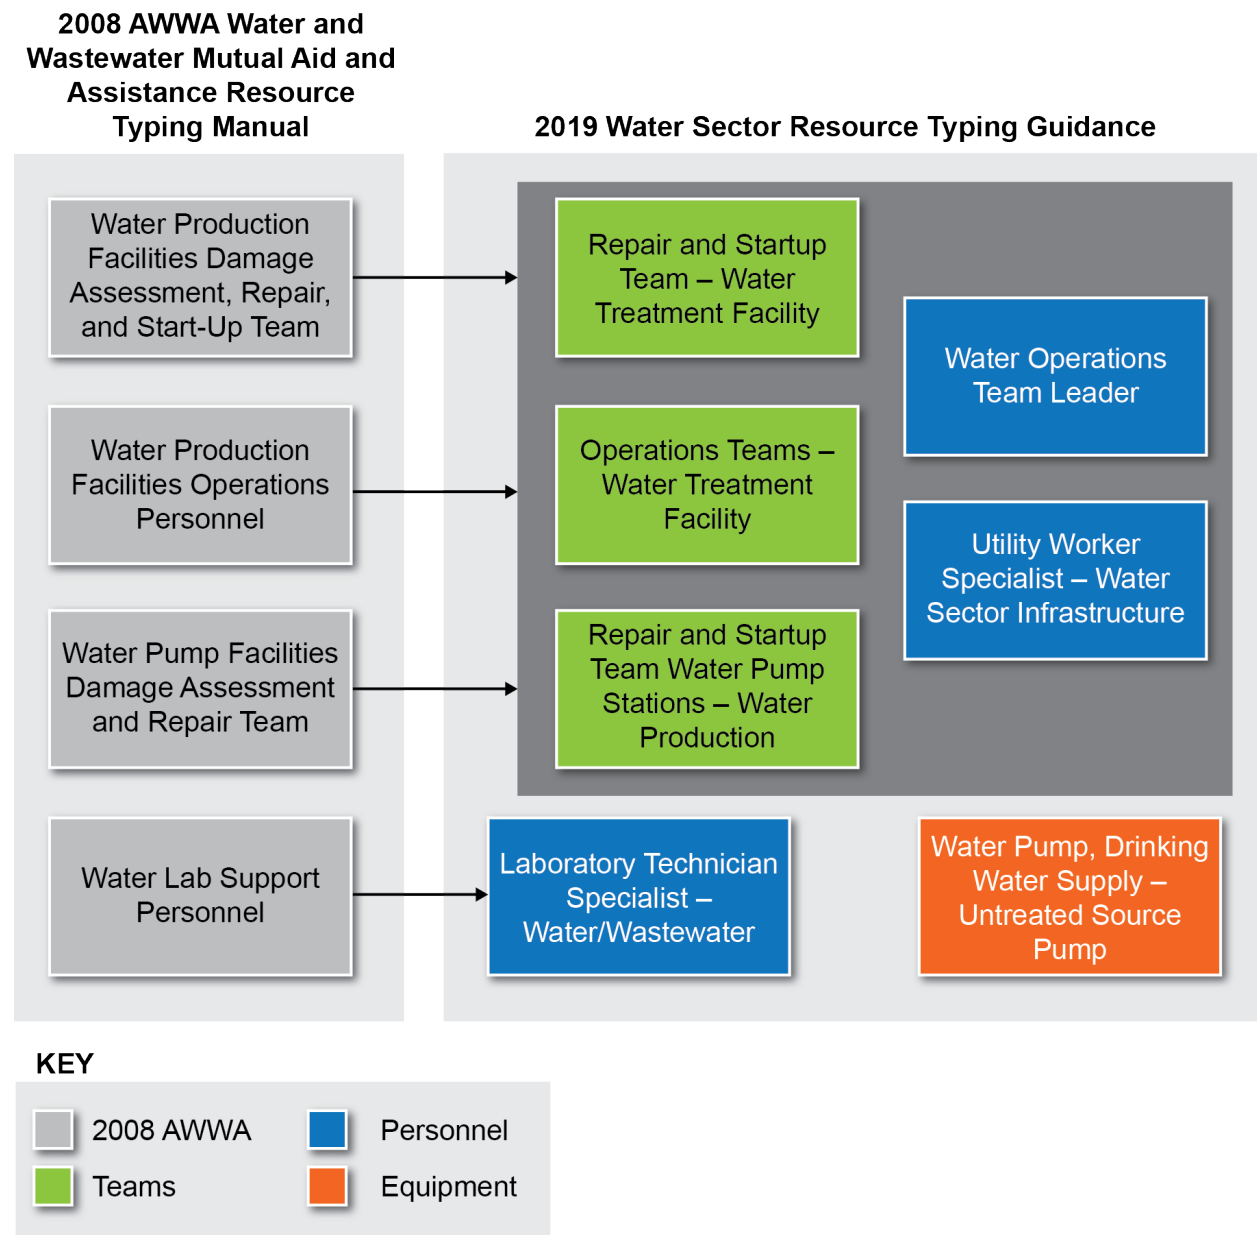 2008 AWWA Water and
Wastewater Mutual Aid and
Assistance Resource
Typing Manual
2019 Water Sector Resource Typing Guidance
Water Production
Facilities Damage
Assessment, Repair,
and Start-Up Team
Repair and Startup
Team – Water
Treatment Facility
Water Operations
Team Leader
Water Production
Facilities Operations
Personnel
Operations Teams –
Water Treatment
Facility
Utility Worker
Specialist – Water
Sector Infrastructure
Water Pump Facilities
Damage Assessment
and Repair Team
Repair and Startup
Team Water Pump
Stations – Water
Production
Water Lab Support
Personnel
Laboratory Technician
Specialist –
Water/Wastewater
Water Pump, Drinking
Water Supply –
Untreated Source
Pump
KEY
2008 AWWA
Personnel
Teams
Equipment